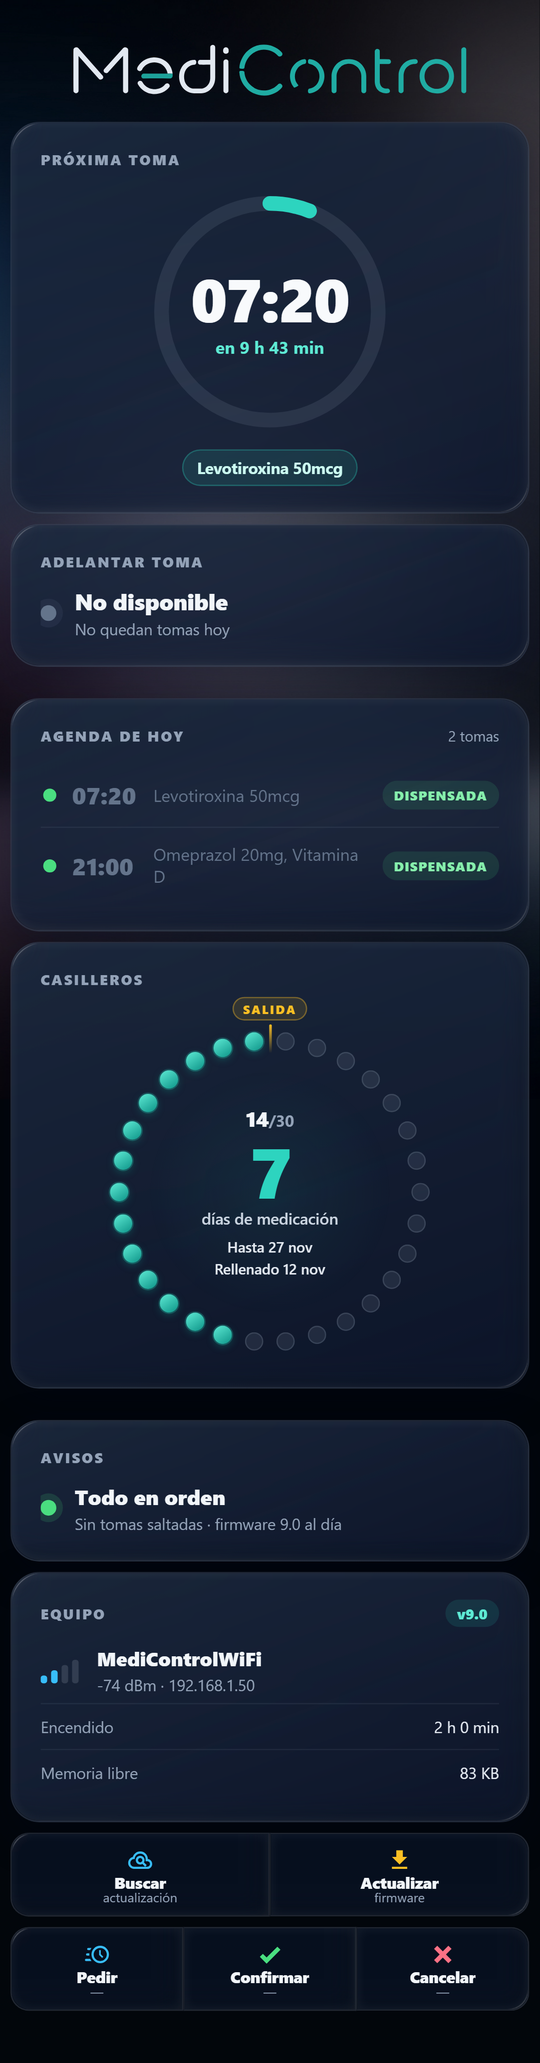 MediControl
PRÓXIMA TOMA
07:20
en 9 h 43 min
Levotiroxina 50mcg
ADELANTAR TOMA
No disponible
No quedan tomas hoy
AGENDA DE HOY 2 tomas
07:20 Levotiroxina 50mcg DISPENSADA
21:00 Omeprazol 20mg, Vitamina D DISPENSADA
CASILLEROS
SALIDA
14/30
7
días de medicación
Hasta 27 nov
Rellenado 12 nov
AVISOS
Todo en orden
Sin tomas saltadas · firmware 9.0 al día
EQUIPO v9.0
MediControlWiFi
-74 dBm · 192.168.1.50
Encendido 2 h 0 min
Memoria libre 83 KB
Buscar
actualización
Actualizar
firmware
Pedir
—
Confirmar
—
Cancelar
—